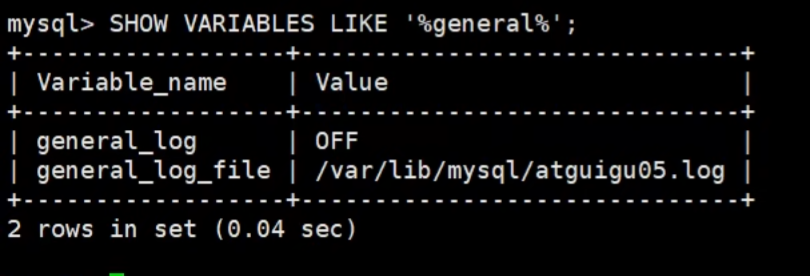 mysql> SHOW VARIABLES LIKE '%general%';
+------------------+------------------------------+
| Variable_name    | Value                        |
+------------------+------------------------------+
| general_log      | OFF                          |
| general_log_file | /var/lib/mysql/atguigu05.log |
+------------------+------------------------------+
2 rows in set (0.04 sec)